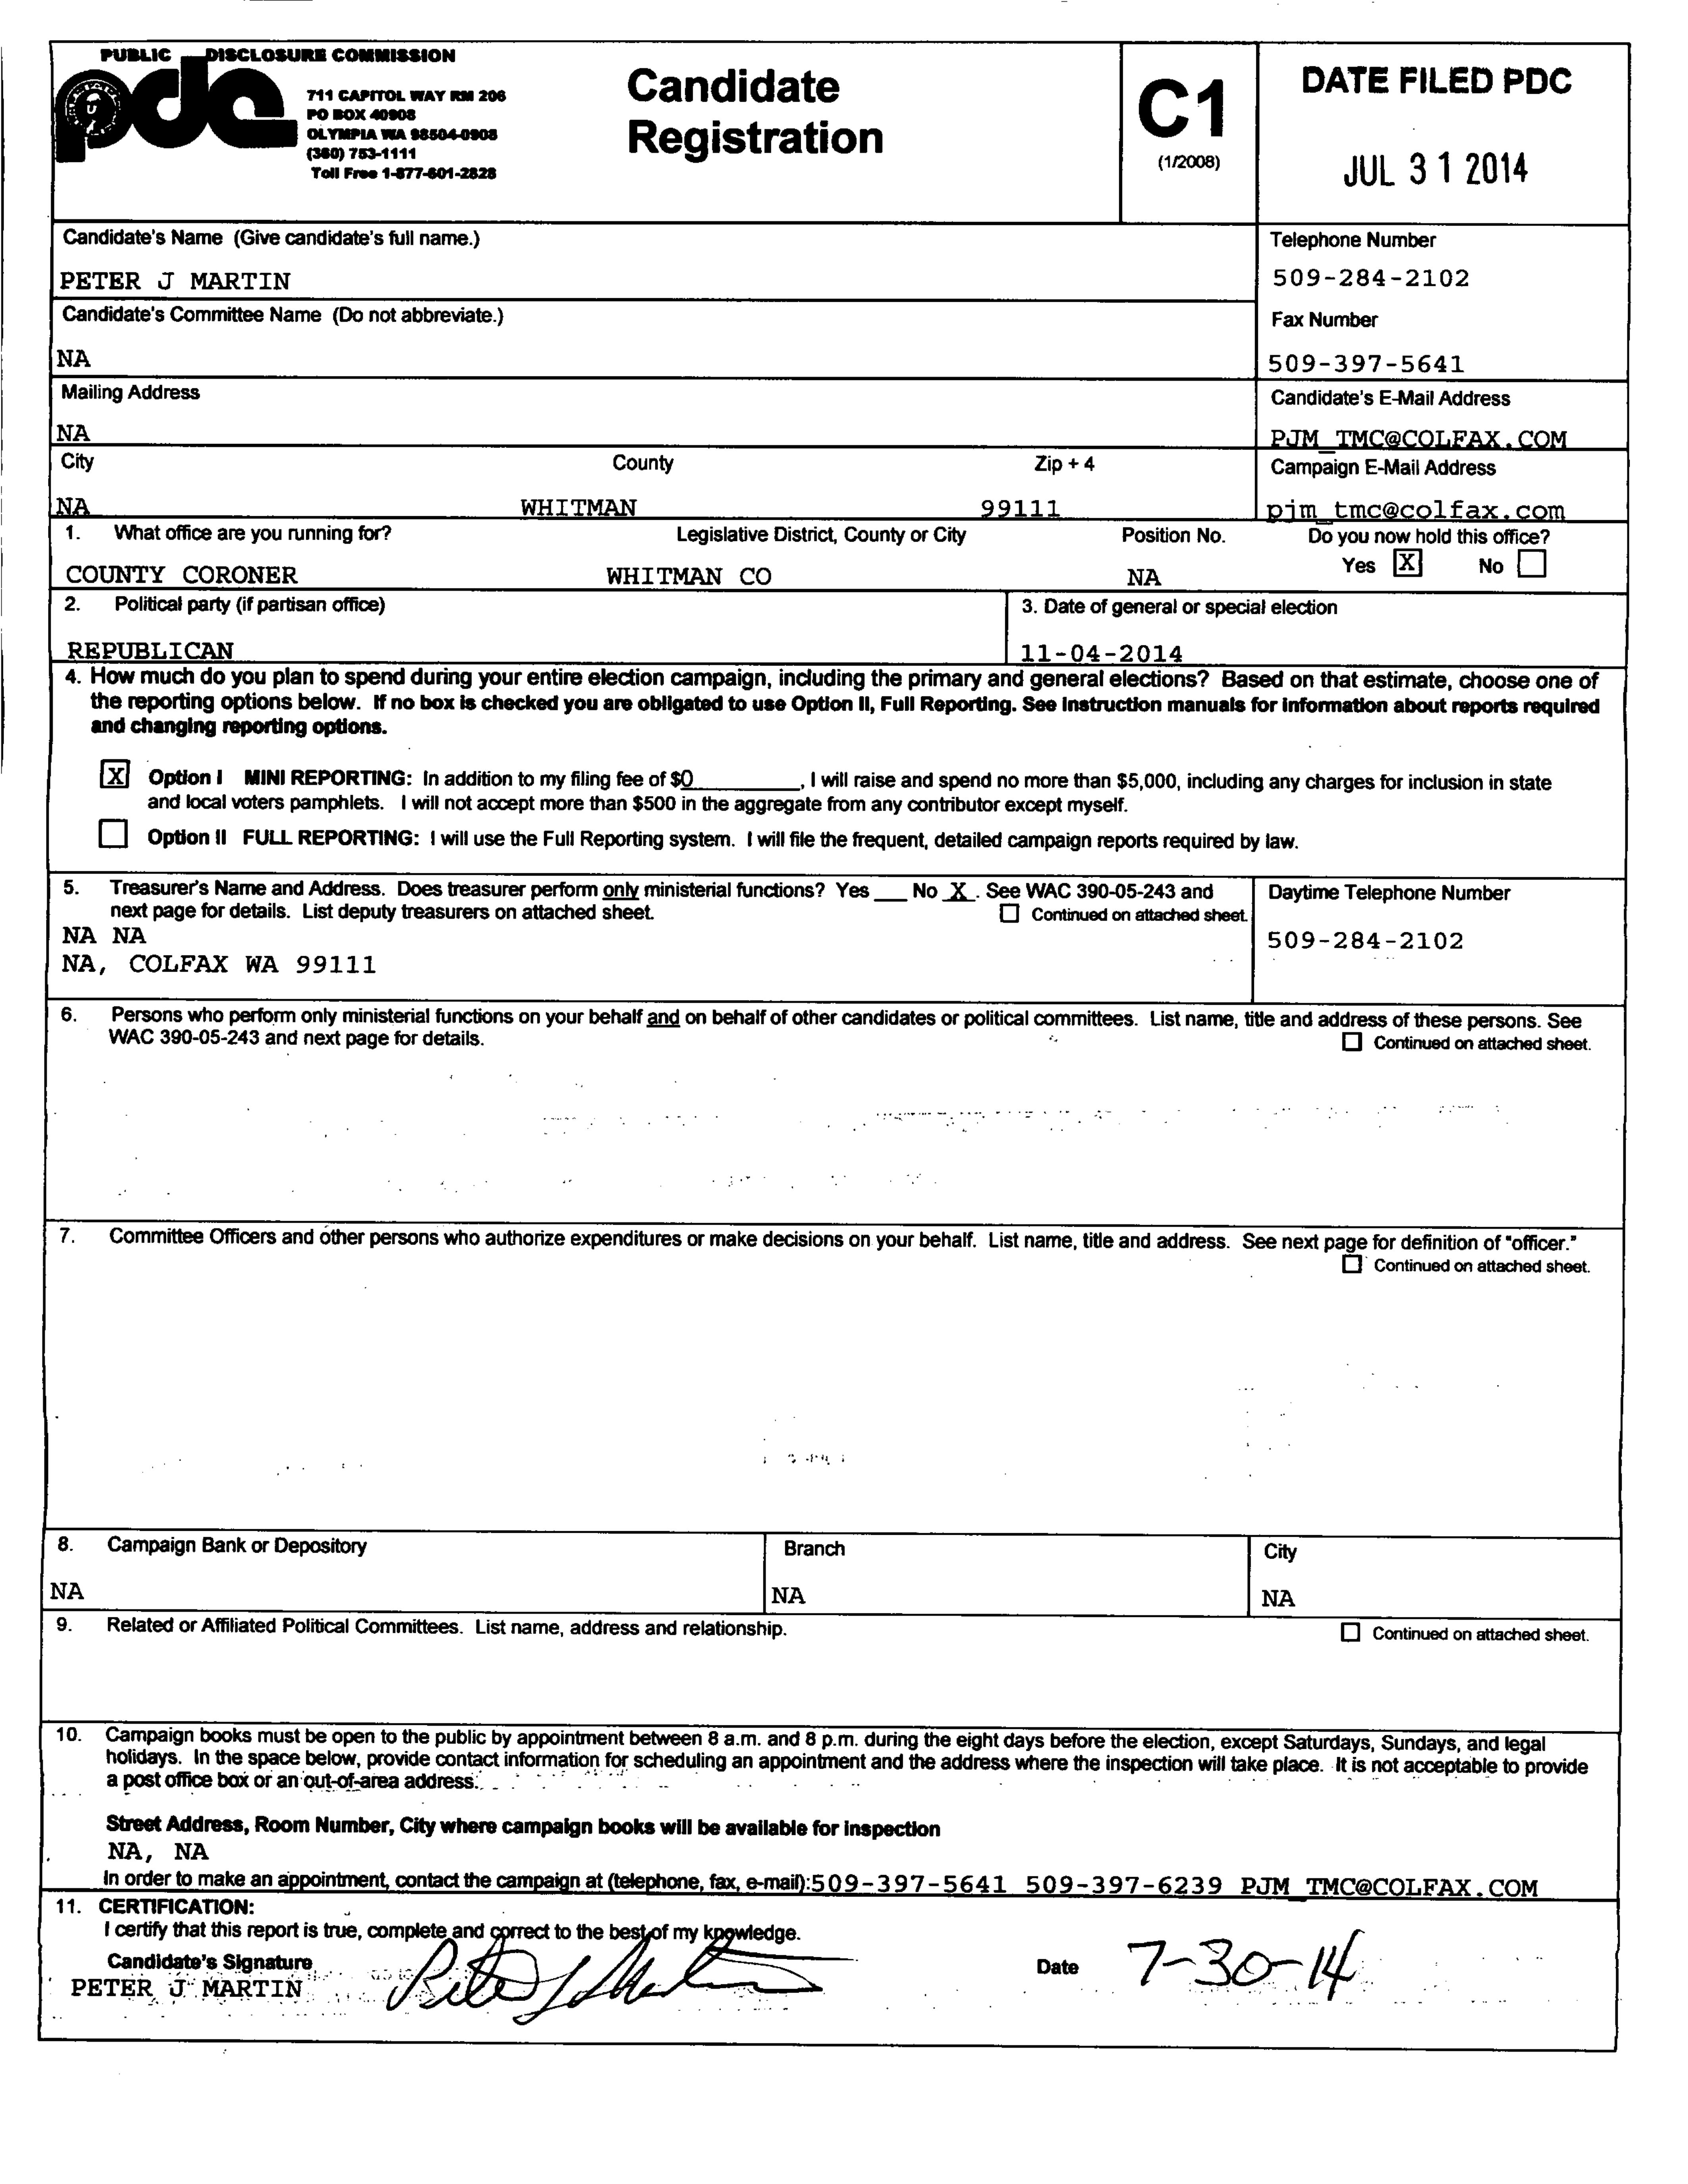 PUBLIC DISCLOSURE COMMISSION
pdc
711 CAPITOL WAY RM 206
PO BOX 40908
OLYMPIA WA 98504-0908
(360) 753-1111
Toll Free 1-877-601-2828
Candidate
Registration
C1
(1/2008)
DATE FILED PDC
JUL 31 2014
Candidate's Name (Give candidate's full name.)
PETER J MARTIN
Telephone Number
509-284-2102
Candidate's Committee Name (Do not abbreviate.)
NA
Fax Number
509-397-5641
Mailing Address
NA
Candidate's E-Mail Address
PJM_TMC@COLFAX.COM
City County Zip + 4
NA WHITMAN 99111
Campaign E-Mail Address
pjm_tmc@colfax.com
1. What office are you running for? Legislative District, County or City Position No. Do you now hold this office?
COUNTY CORONER WHITMAN CO NA Yes X No
2. Political party (if partisan office)
REPUBLICAN
3. Date of general or special election
11-04-2014
4. How much do you plan to spend during your entire election campaign, including the primary and general elections? Based on that estimate, choose one of
the reporting options below. If no box is checked you are obligated to use Option II, Full Reporting. See Instruction manuals for information about reports required
and changing reporting options.
X Option I MINI REPORTING: In addition to my filing fee of $0________, I will raise and spend no more than $5,000, including any charges for inclusion in state
and local voters pamphlets. I will not accept more than $500 in the aggregate from any contributor except myself.
Option II FULL REPORTING: I will use the Full Reporting system. I will file the frequent, detailed campaign reports required by law.
5. Treasurer's Name and Address. Does treasurer perform only ministerial functions? Yes ___ No X. See WAC 390-05-243 and
next page for details. List deputy treasurers on attached sheet. Continued on attached sheet.
NA NA
NA, COLFAX WA 99111
Daytime Telephone Number
509-284-2102
6. Persons who perform only ministerial functions on your behalf and on behalf of other candidates or political committees. List name, title and address of these persons. See
WAC 390-05-243 and next page for details. Continued on attached sheet.
7. Committee Officers and other persons who authorize expenditures or make decisions on your behalf. List name, title and address. See next page for definition of "officer."
Continued on attached sheet.
8. Campaign Bank or Depository
NA
Branch
NA
City
NA
9. Related or Affiliated Political Committees. List name, address and relationship. Continued on attached sheet.
10. Campaign books must be open to the public by appointment between 8 a.m. and 8 p.m. during the eight days before the election, except Saturdays, Sundays, and legal
holidays. In the space below, provide contact information for scheduling an appointment and the address where the inspection will take place. It is not acceptable to provide
a post office box or an out-of-area address.
Street Address, Room Number, City where campaign books will be available for inspection
NA, NA
In order to make an appointment, contact the campaign at (telephone, fax, e-mail):509-397-5641 509-397-6239 PJM_TMC@COLFAX.COM
11. CERTIFICATION:
I certify that this report is true, complete and correct to the best of my knowledge.
Candidate's Signature
PETER J MARTIN Peter J Martin
Date 7-30-14